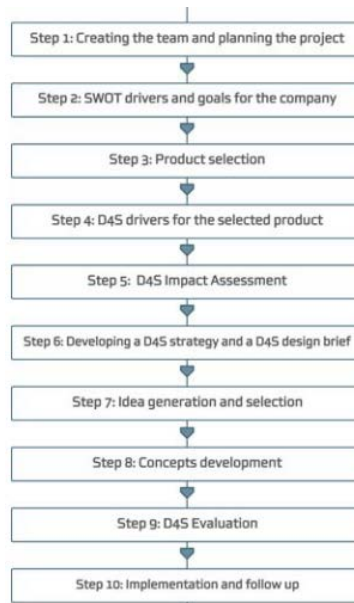 Step 1: Creating the team and planning the project
Step 2: SWOT drivers and goals for the company
Step 3: Product selection
Step 4: D4S drivers for the selected product
Step 5: D4S Impact Assessment
Step 6: Developing a D4S strategy and a D4S design brief
Step 7: Idea generation and selection
Step 8: Concepts development
Step 9: D4S Evaluation
Step 10: Implementation and follow up